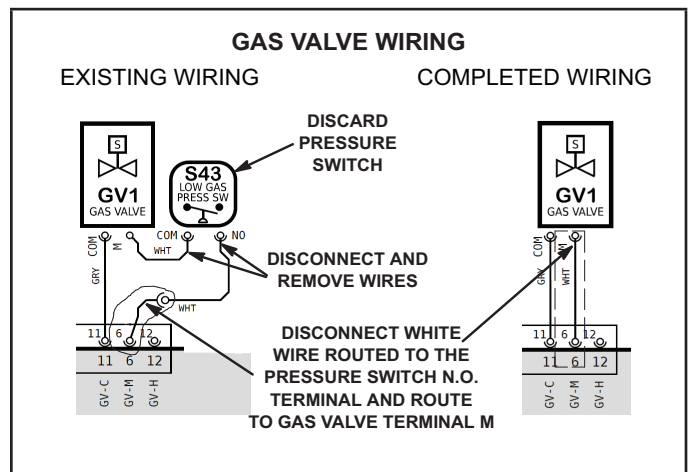 GAS VALVE WIRING
EXISTING WIRING
COMPLETED WIRING
DISCARD
PRESSURE
SWITCH
S
GV1
GAS VALVE
S43
LOW GAS
PRESS SW
COM
M
WHT
COM
NO
GRY
WHT
DISCONNECT AND
REMOVE WIRES
DISCONNECT WHITE
WIRE ROUTED TO THE
PRESSURE SWITCH N.O.
TERMINAL AND ROUTE
TO GAS VALVE TERMINAL M
11 6 12
11 6 12
GV-C
GV-M
GV-H
S
GV1
GAS VALVE
COM
M
GRY
WHT
11 6 12
11 6 12
GV-C
GV-M
GV-H